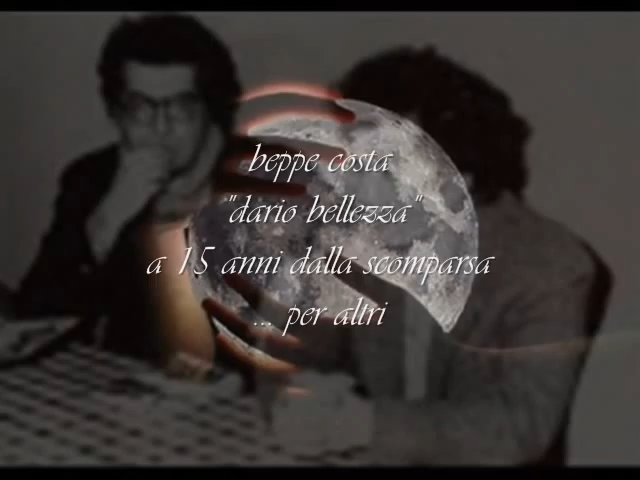 beppe costa
"dario bellezza"
a 15 anni dalla scomparsa
... per altri